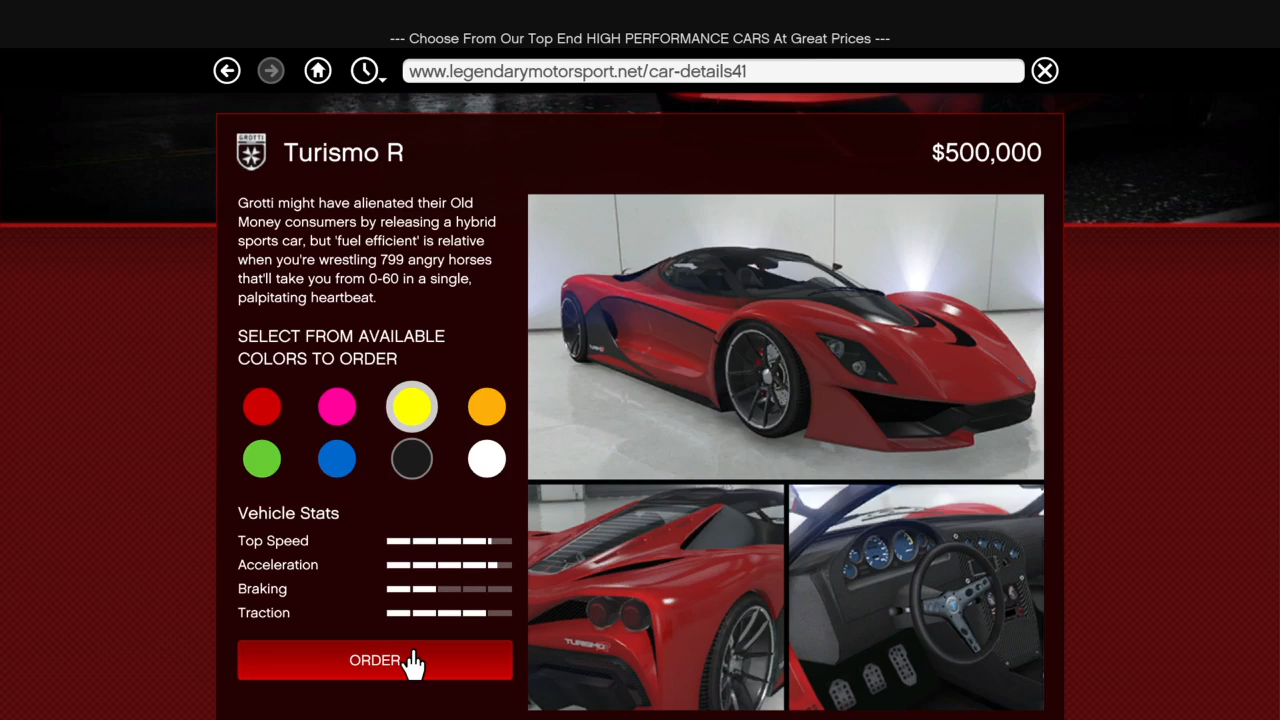 --- Choose From Our Top End HIGH PERFORMANCE CARS At Great Prices ---
www.legendarymotorsport.net/car-details41
GROTTI
Turismo R
$500,000
Grotti might have alienated their Old
Money consumers by releasing a hybrid
sports car, but 'fuel efficient' is relative
when you're wrestling 799 angry horses
that'll take you from 0-60 in a single,
palpitating heartbeat.
SELECT FROM AVAILABLE
COLORS TO ORDER
Vehicle Stats
Top Speed
Acceleration
Braking
Traction
ORDER
TURISMO